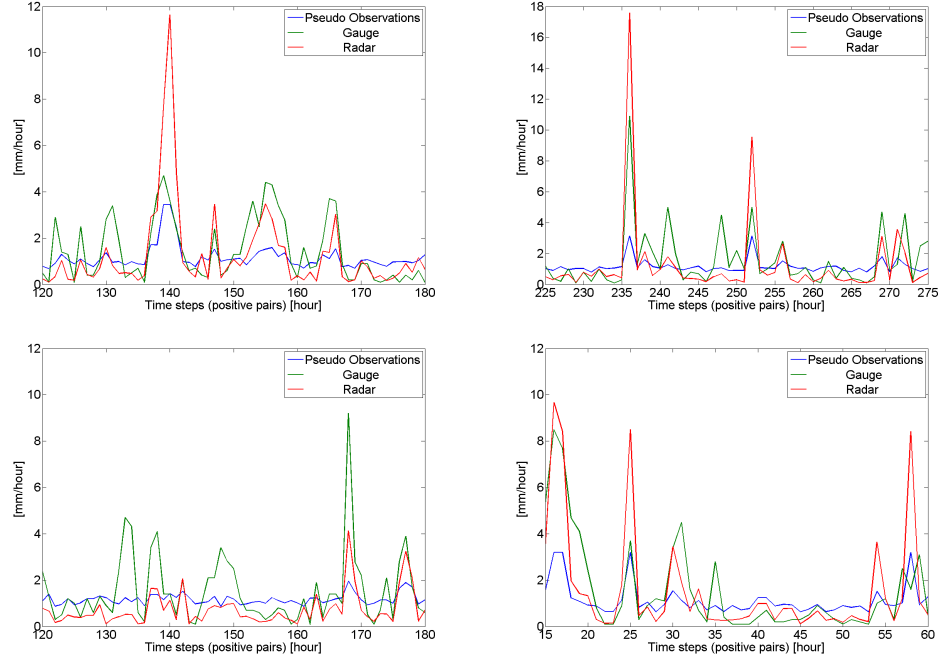 12
10
8
6
4
2
0
[mm/hour]
Pseudo Observations
Gauge
Radar
120 130 140 150 160 170 180
Time steps (positive pairs) [hour]
18
16
14
12
10
8
6
4
2
0
[mm/hour]
Pseudo Observations
Gauge
Radar
225 230 235 240 245 250 255 260 265 270 275
Time steps (positive pairs) [hour]
12
10
8
6
4
2
0
[mm/hour]
Pseudo Observations
Gauge
Radar
120 130 140 150 160 170 180
Time steps (positive pairs) [hour]
12
10
8
6
4
2
0
[mm/hour]
Pseudo Observations
Gauge
Radar
15 20 25 30 35 40 45 50 55 60
Time steps (positive pairs) [hour]